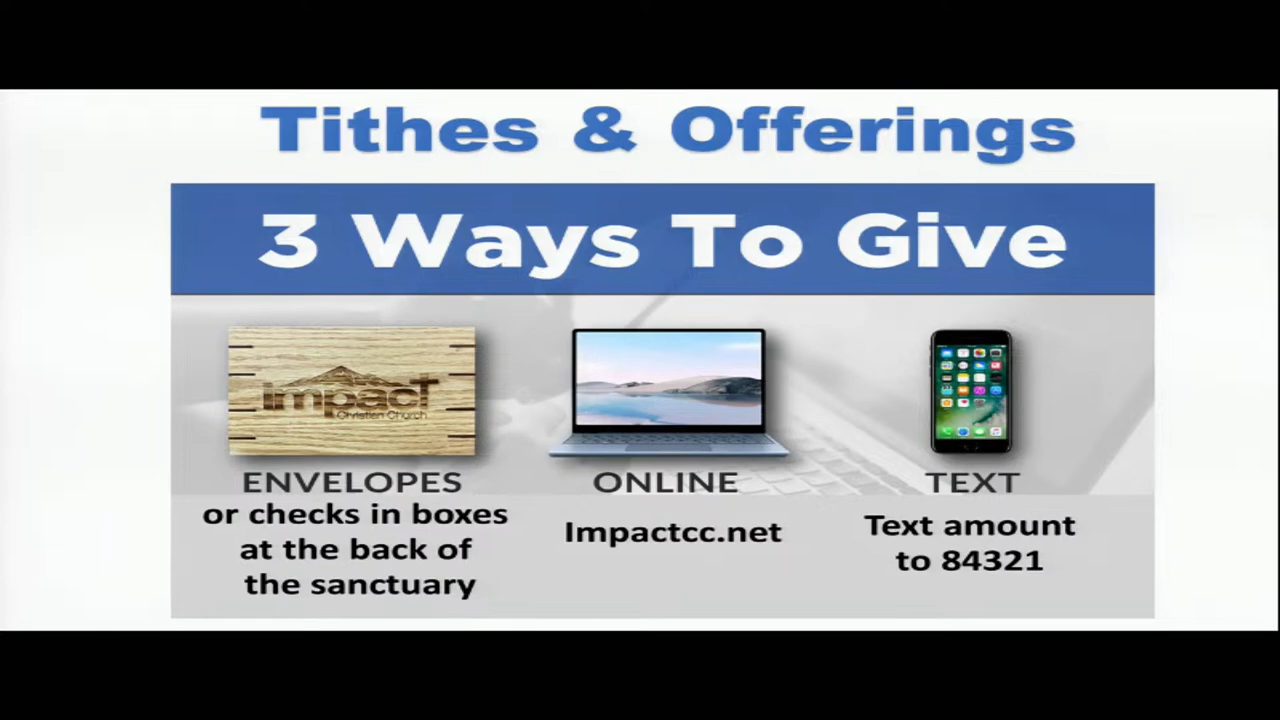 Tithes & Offerings
3 Ways To Give
impact
Christian Church
ENVELOPES
or checks in boxes
at the back of
the sanctuary
ONLINE
Impactcc.net
TEXT
Text amount
to 84321